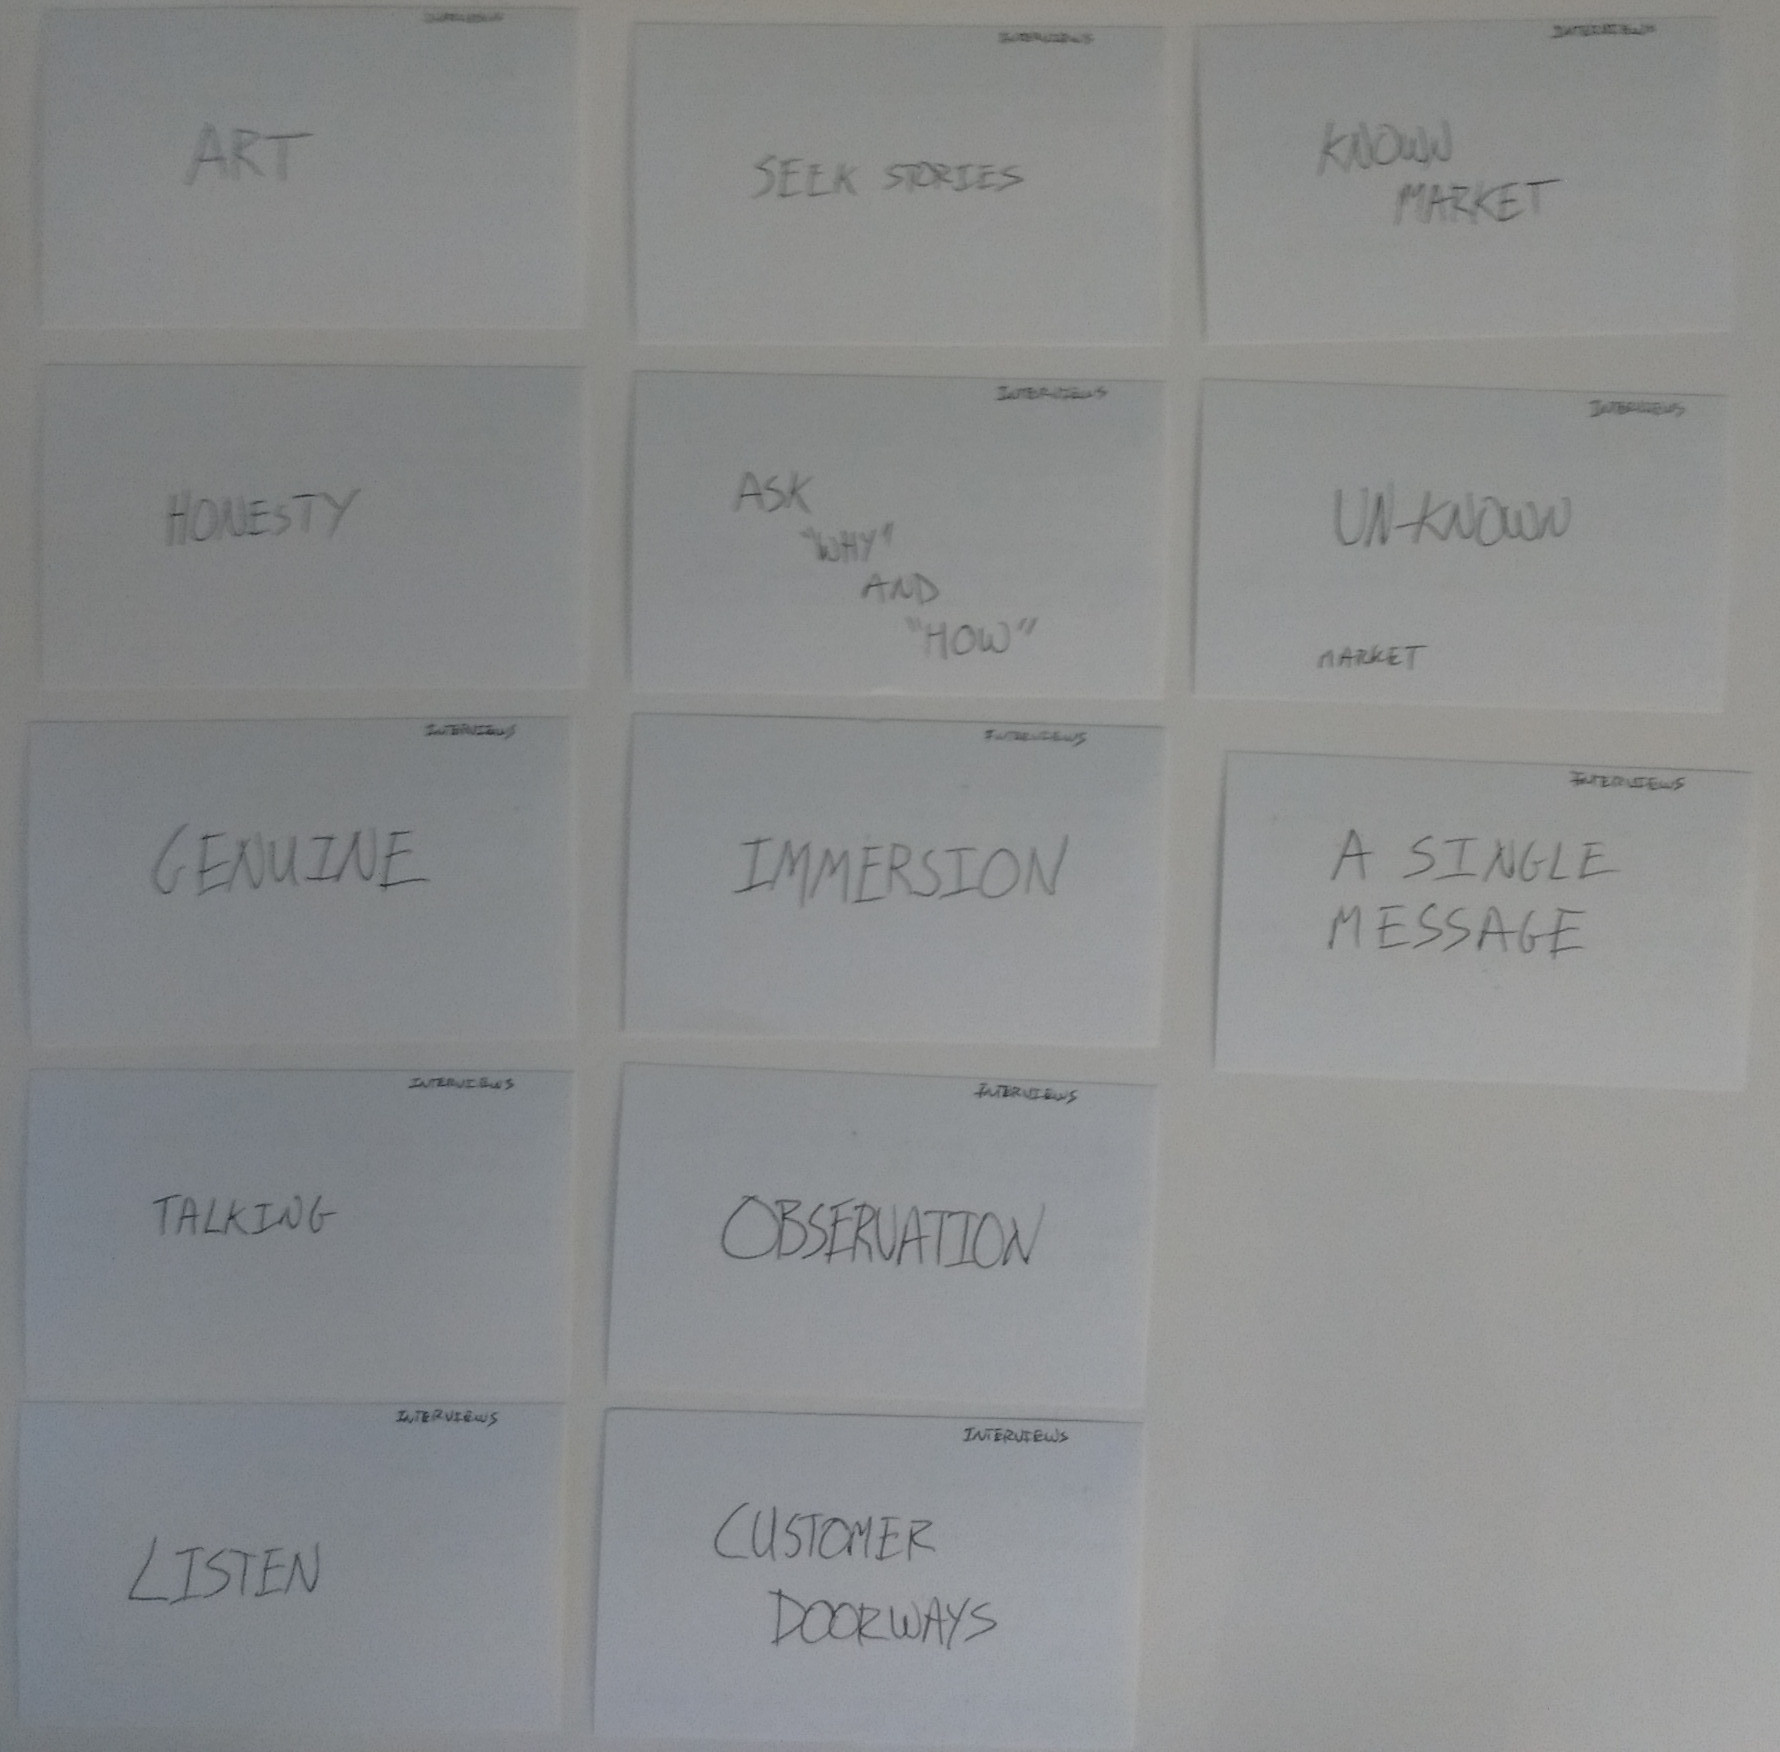 INTERVIEWS
ART
HONESTY
INTERVIEWS
GENUINE
INTERVIEWS
TALKING
INTERVIEWS
LISTEN
INTERVIEWS
SEEK STORIES
INTERVIEWS
ASK
"WHY"
AND
"HOW"
INTERVIEWS
IMMERSION
INTERVIEWS
OBSERVATION
INTERVIEWS
CUSTOMER
DOORWAYS
INTERVIEWS
KNOWN
MARKET
INTERVIEWS
UN-KNOWN
MARKET
INTERVIEWS
A SINGLE
MESSAGE